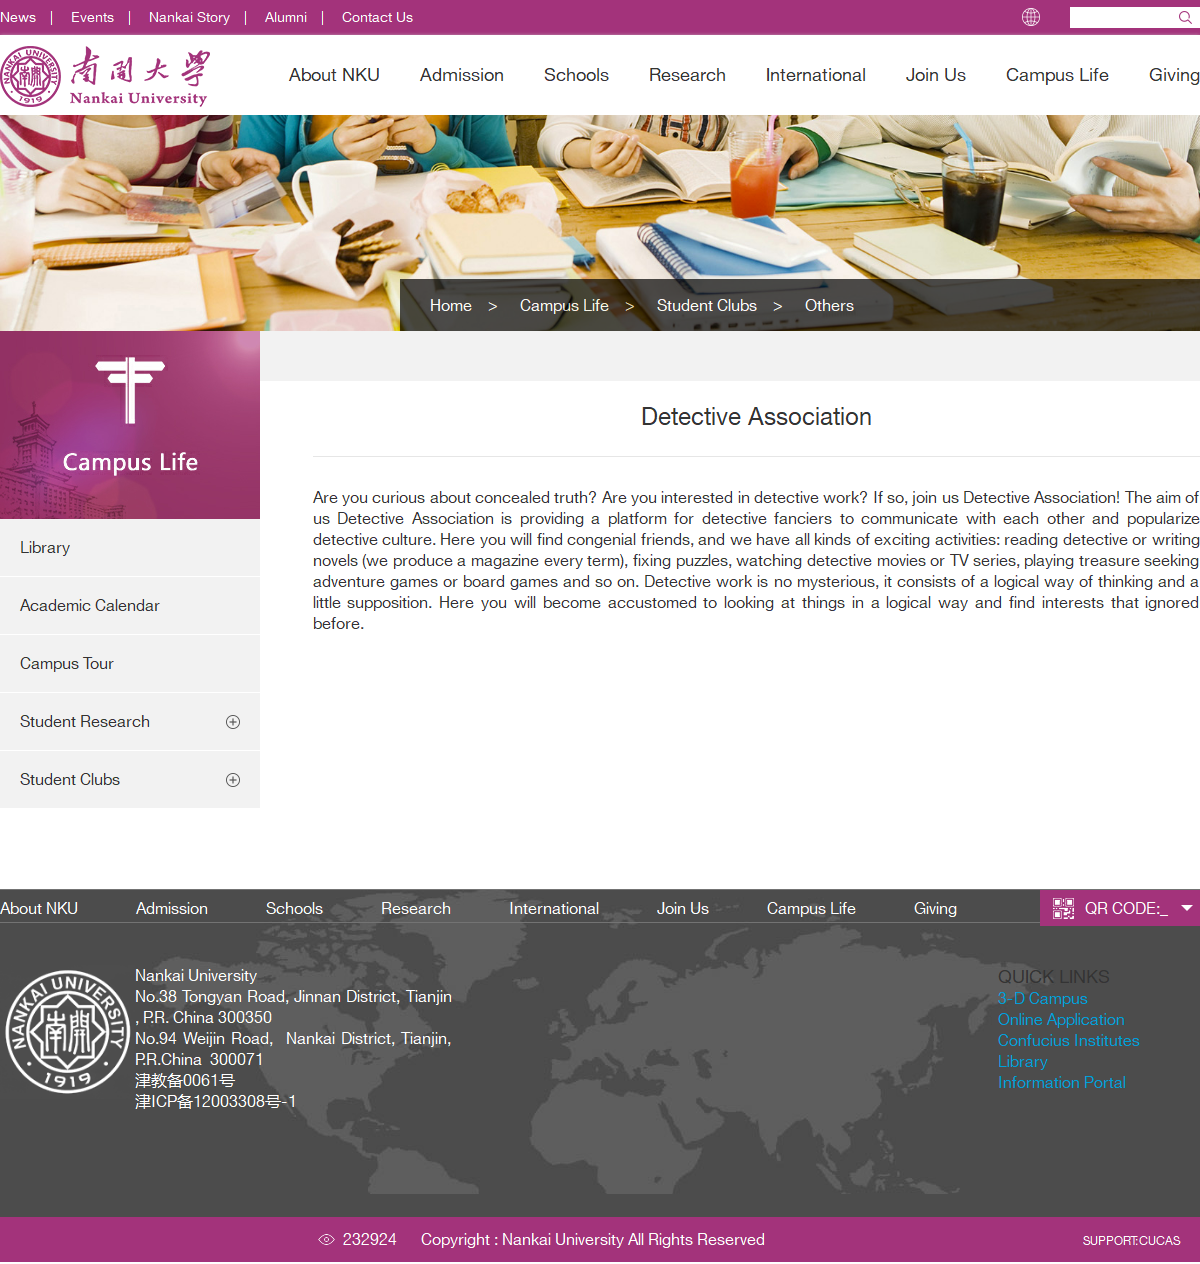 News | Events | Nankai Story | Alumni | Contact Us
NANKAI UNIVERSITY
1919
南開大學
Nankai University
About NKU Admission Schools Research International Join Us Campus Life Giving
Home > Campus Life > Student Clubs > Others
Campus Life
Library
Academic Calendar
Campus Tour
Student Research
Student Clubs
Detective Association
Are you curious about concealed truth? Are you interested in detective work? If so, join us Detective Association! The aim of
us Detective Association is providing a platform for detective fanciers to communicate with each other and popularize
detective culture. Here you will find congenial friends, and we have all kinds of exciting activities: reading detective or writing
novels (we produce a magazine every term), fixing puzzles, watching detective movies or TV series, playing treasure seeking
adventure games or board games and so on. Detective work is no mysterious, it consists of a logical way of thinking and a
little supposition. Here you will become accustomed to looking at things in a logical way and find interests that ignored
before.
About NKU Admission Schools Research International Join Us Campus Life Giving
QR CODE:_
NANKAI UNIVERSITY
南開
1919
Nankai University
No.38 Tongyan Road, Jinnan District, Tianjin
, P.R. China 300350
No.94 Weijin Road, Nankai District, Tianjin,
P.R.China 300071
津教备0061号
津ICP备12003308号-1
QUICK LINKS
3-D Campus
Online Application
Confucius Institutes
Library
Information Portal
232924 Copyright : Nankai University All Rights Reserved
SUPPORT:CUCAS